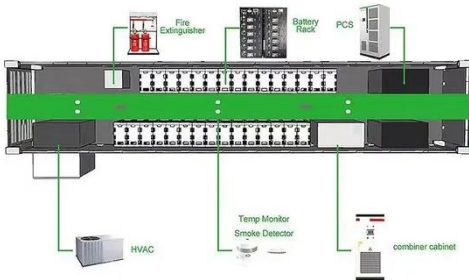 Fire
Extinguisher
Battery
Rack
PCS
HVAC
Temp Monitor
Smoke Detector
combiner cabinet